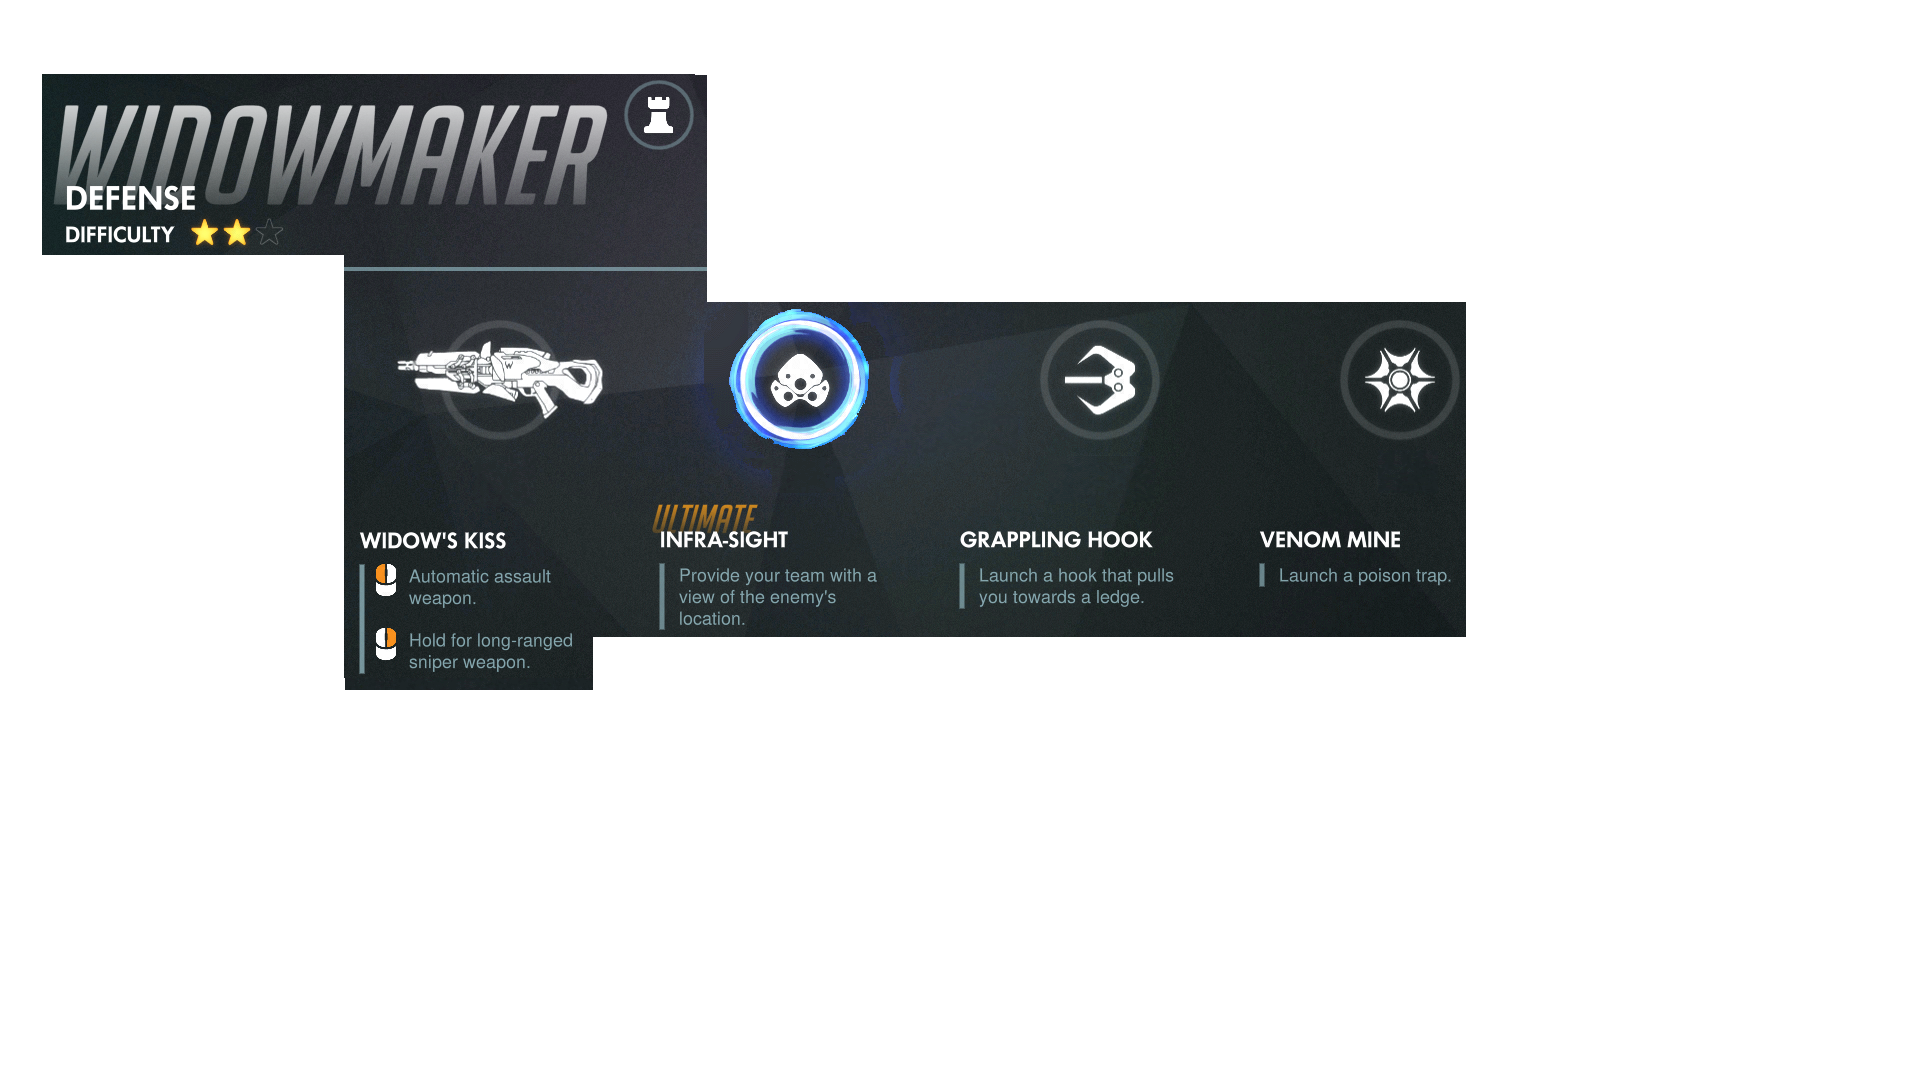 WIDOWMAKER
DEFENSE
DIFFICULTY
WIDOW'S KISS
Automatic assault
weapon.
Hold for long-ranged
sniper weapon.
ULTIMATE
INFRA-SIGHT
Provide your team with a
view of the enemy's
location.
GRAPPLING HOOK
Launch a hook that pulls
you towards a ledge.
VENOM MINE
Launch a poison trap.